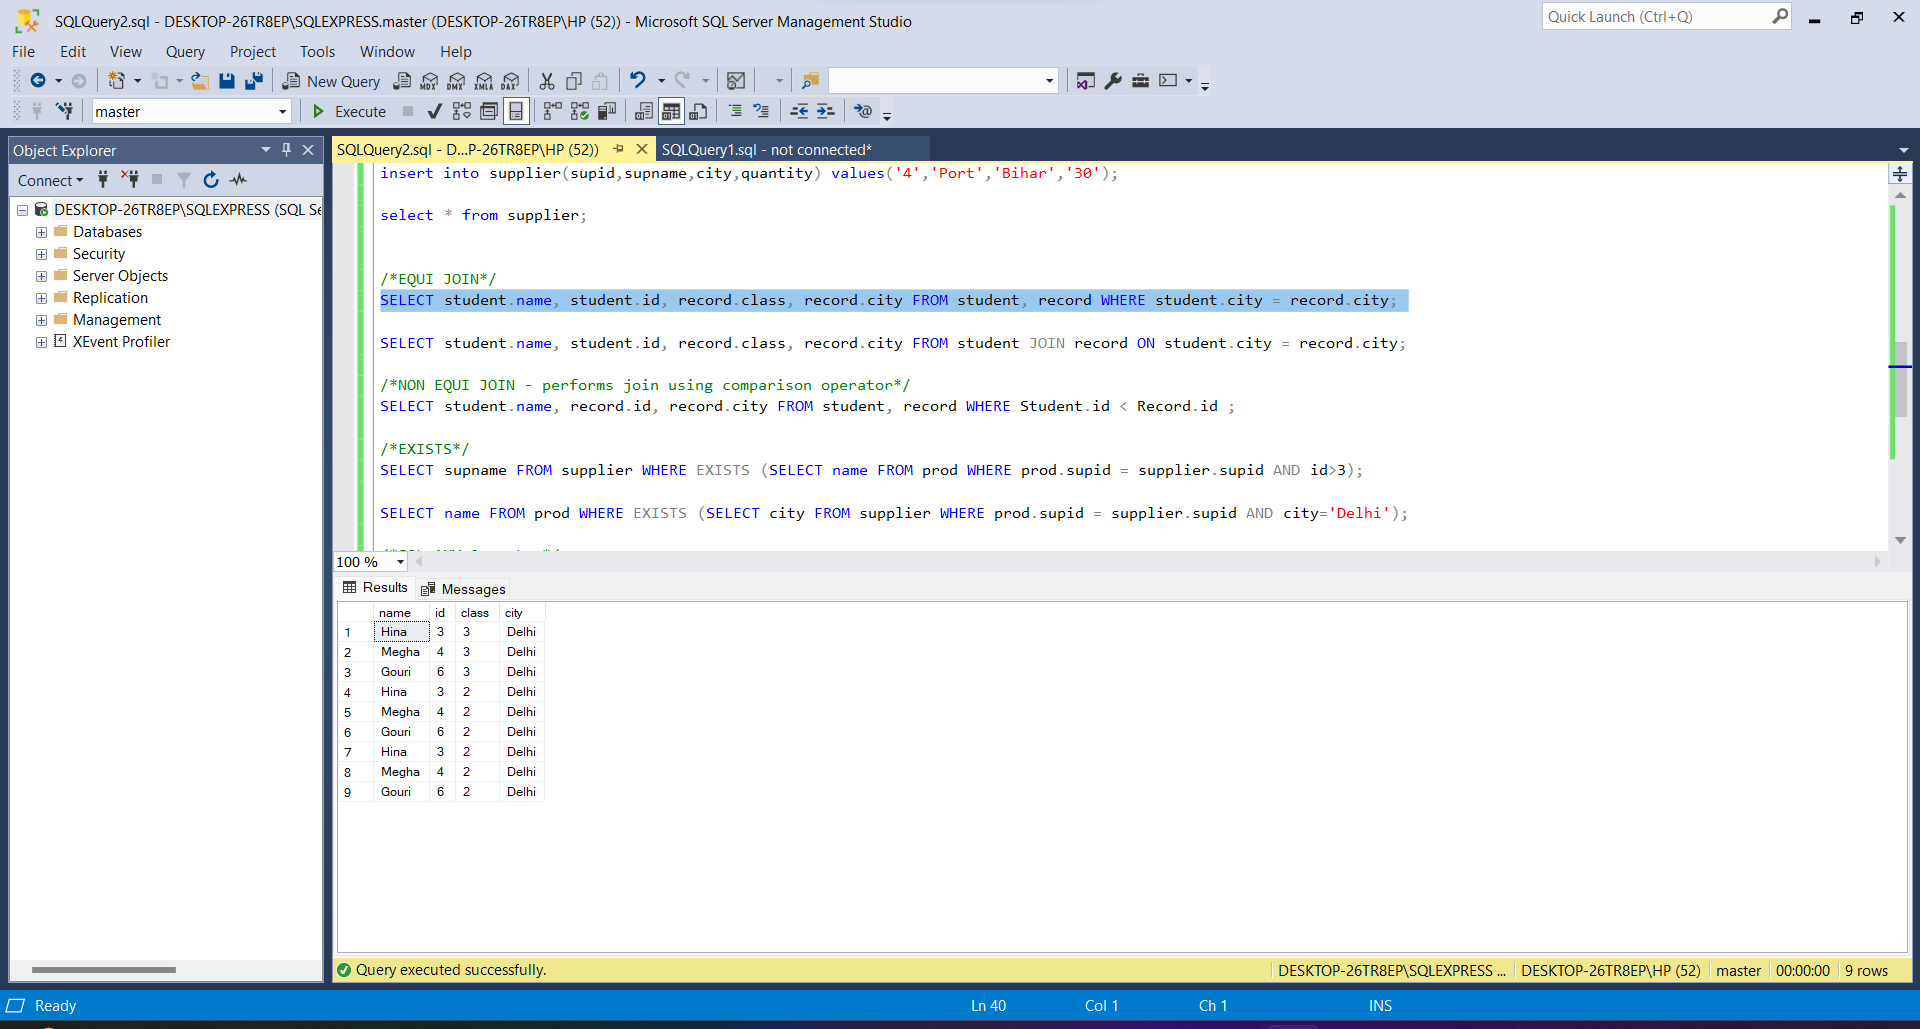 SQLQuery2.sql - DESKTOP-26TR8EP\SQLEXPRESS.master (DESKTOP-26TR8EP\HP (52)) - Microsoft SQL Server Management Studio
Quick Launch (Ctrl+Q)
File Edit View Query Project Tools Window Help
New Query MDX DMX XMLA DAX
master Execute
Object Explorer
SQLQuery2.sql - D...P-26TR8EP\HP (52)) SQLQuery1.sql - not connected*
Connect
DESKTOP-26TR8EP\SQLEXPRESS (SQL Se
Databases
Security
Server Objects
Replication
Management
XEvent Profiler
insert into supplier(supid,supname,city,quantity) values('4','Port','Bihar','30');
select * from supplier;
/*EQUI JOIN*/
SELECT student.name, student.id, record.class, record.city FROM student, record WHERE student.city = record.city;
SELECT student.name, student.id, record.class, record.city FROM student JOIN record ON student.city = record.city;
/*NON EQUI JOIN - performs join using comparison operator*/
SELECT student.name, record.id, record.city FROM student, record WHERE Student.id < Record.id ;
/*EXISTS*/
SELECT supname FROM supplier WHERE EXISTS (SELECT name FROM prod WHERE prod.supid = supplier.supid AND id>3);
SELECT name FROM prod WHERE EXISTS (SELECT city FROM supplier WHERE prod.supid = supplier.supid AND city='Delhi');
100 %
Results Messages
name id class city
1 Hina 3 3 Delhi
2 Megha 4 3 Delhi
3 Gouri 6 3 Delhi
4 Hina 3 2 Delhi
5 Megha 4 2 Delhi
6 Gouri 6 2 Delhi
7 Hina 3 2 Delhi
8 Megha 4 2 Delhi
9 Gouri 6 2 Delhi
Query executed successfully. DESKTOP-26TR8EP\SQLEXPRESS ... DESKTOP-26TR8EP\HP (52) master 00:00:00 9 rows
Ready Ln 40 Col 1 Ch 1 INS